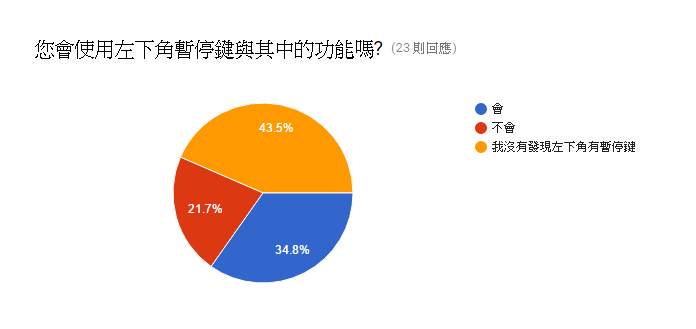 您會使用左下角暫停鍵與其中的功能嗎? (23 則回應)
會
不會
我沒有發現左下角有暫停鍵
43.5%
21.7%
34.8%